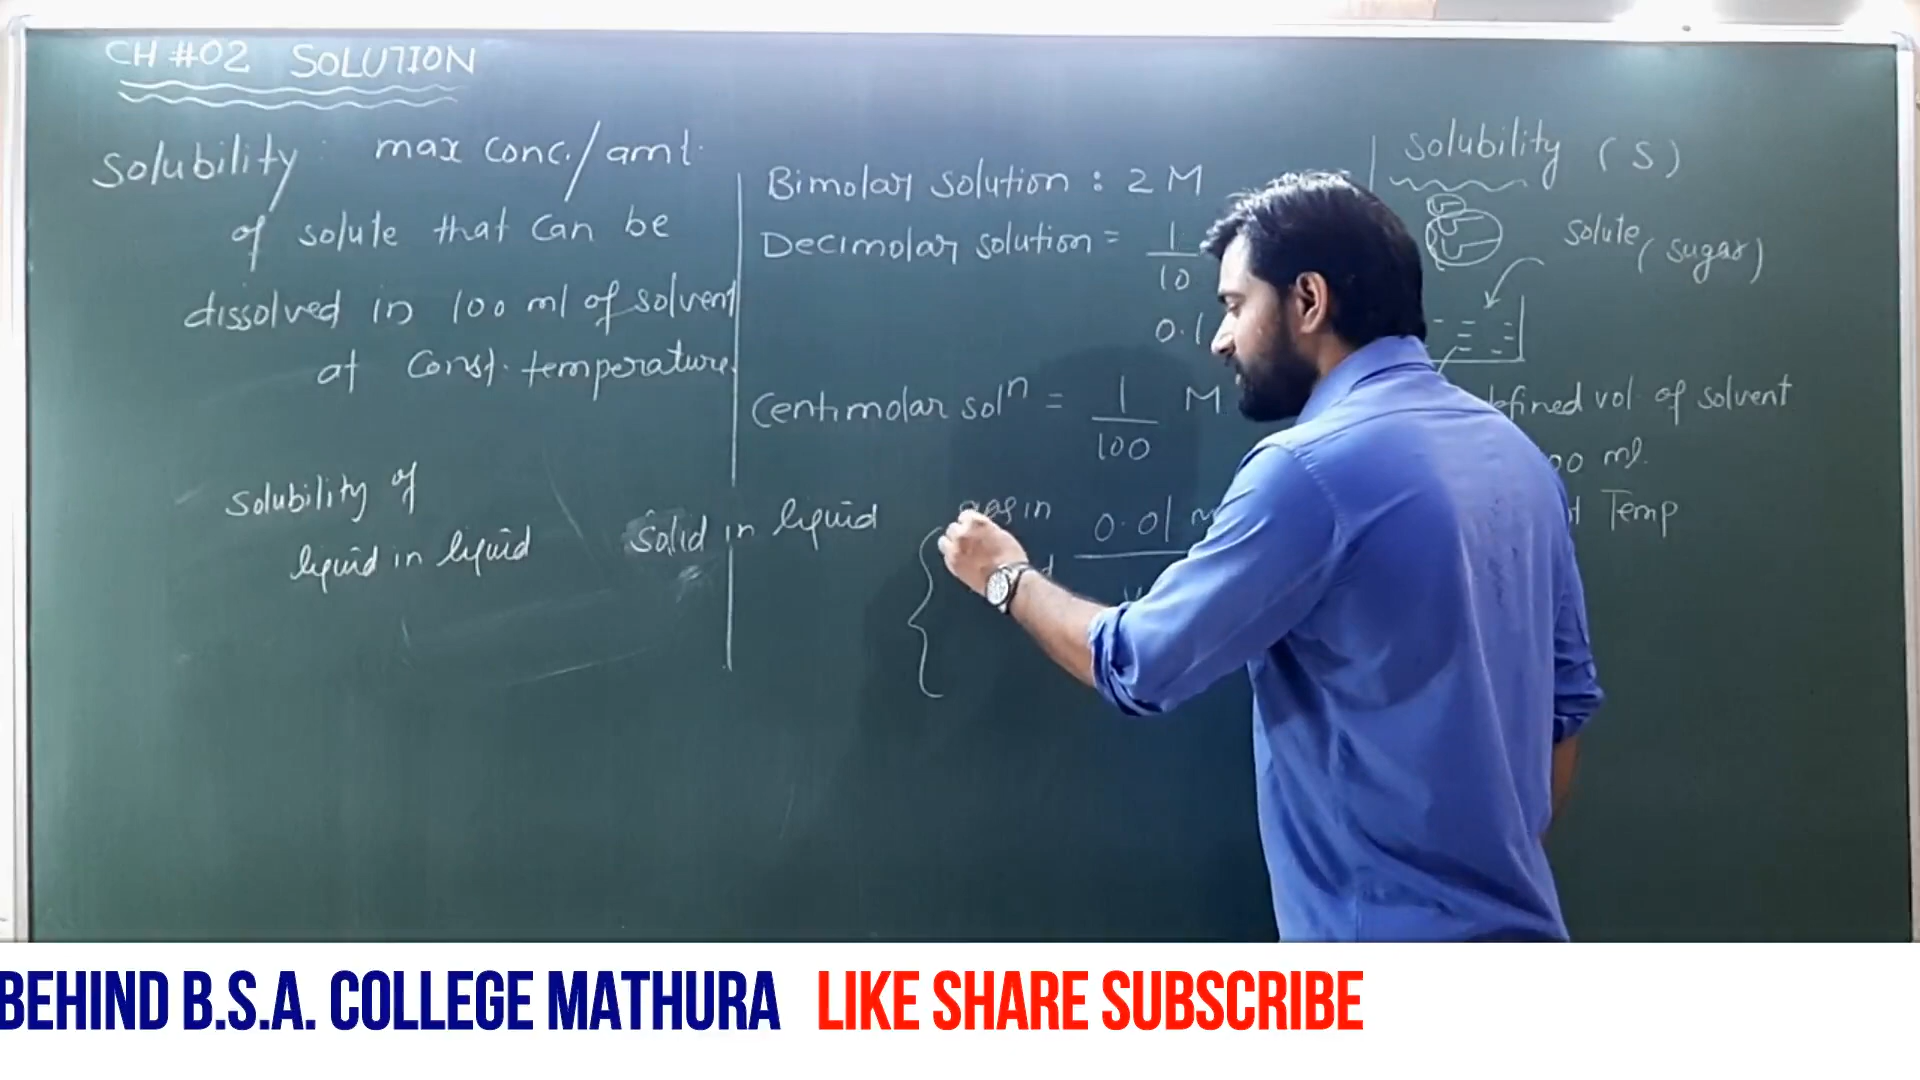 CH #02 SOLUTION
Solubility : max conc./amt.
of solute that can be
dissolved in 100 ml of solvent
at const. temperature.
Solubility of
liquid in liquid
Solid in liquid
gas in
Bimolar solution : 2 M
Decimolar solution = 1/10
0.1
Centimolar solⁿ = 1/100 M
0.01 m
Solubility (S)
solute (sugar)
efined vol. of solvent
00 ml.
Temp
BEHIND B.S.A. COLLEGE MATHURA LIKE SHARE SUBSCRIBE